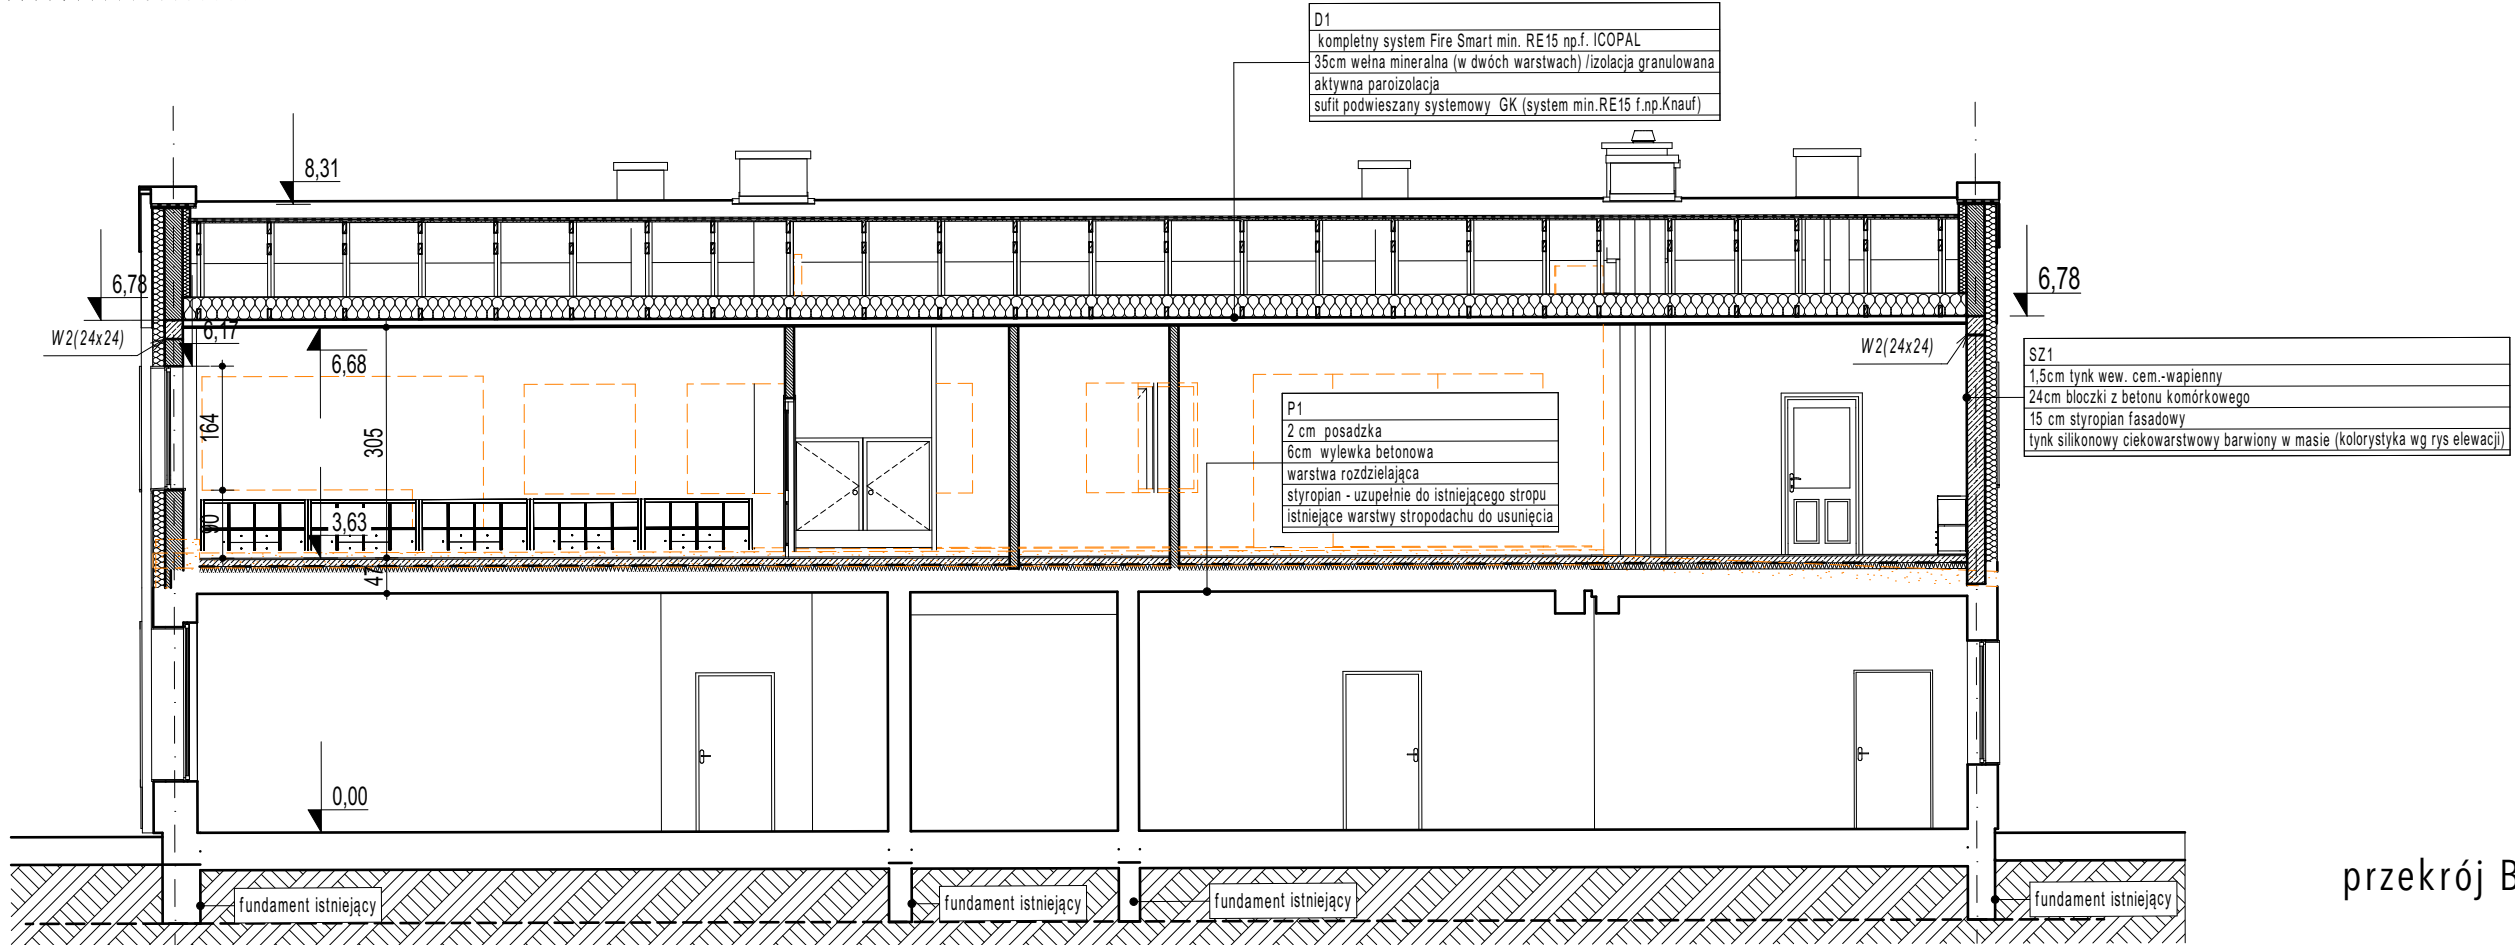 D1
kompletny system Fire Smart min. RE15 np.f. ICOPAL
35cm wełna mineralna (w dwóch warstwach) /izolacja granulowana
aktywna paroizolacja
sufit podwieszany systemowy GK (system min.RE15 f.np.Knauf)
8,31
6,78
6,78
W2(24x24)
6,17
6,68
W2(24x24)
SZ1
1,5cm tynk wew. cem.-wapienny
24cm bloczki z betonu komórkowego
15 cm styropian fasadowy
tynk silikonowy ciekowarstwowy barwiony w masie (kolorystyka wg rys elewacji)
164
305
P1
2 cm posadzka
6cm wylewka betonowa
warstwa rozdzielająca
styropian - uzupełnie do istniejącego stropu
istniejące warstwy stropodachu do usunięcia
90
3,63
47
0,00
fundament istniejący
fundament istniejący
fundament istniejący
fundament istniejący
przekrój B